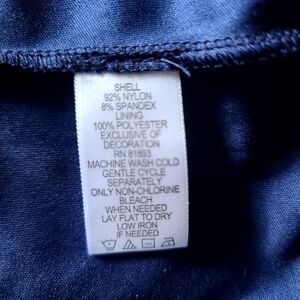 SHELL
92% NYLON
8% SPANDEX
LINING
100% POLYESTER
EXCLUSIVE OF
DECORATION
RN 81893
MACHINE WASH COLD
GENTLE CYCLE
SEPARATELY
ONLY NON-CHLORINE
BLEACH
WHEN NEEDED
LAY FLAT TO DRY
LOW IRON
IF NEEDED